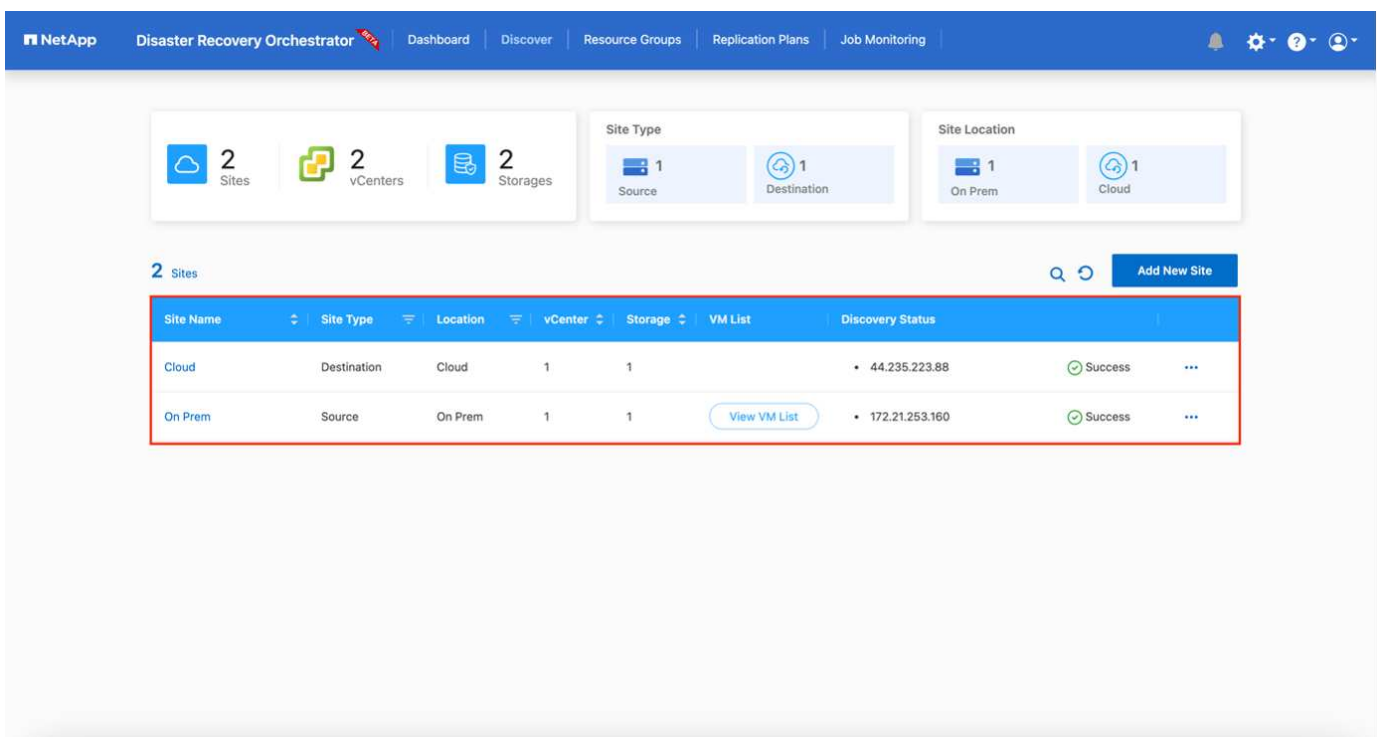 NetApp Disaster Recovery Orchestrator BETA Dashboard Discover Resource Groups Replication Plans Job Monitoring
2 Sites
2 vCenters
2 Storages
Site Type
1 Source
1 Destination
Site Location
1 On Prem
1 Cloud
2 Sites
Add New Site
Site Name Site Type Location vCenter Storage VM List Discovery Status
Cloud Destination Cloud 1 1 • 44.235.223.88 Success
On Prem Source On Prem 1 1 View VM List • 172.21.253.160 Success